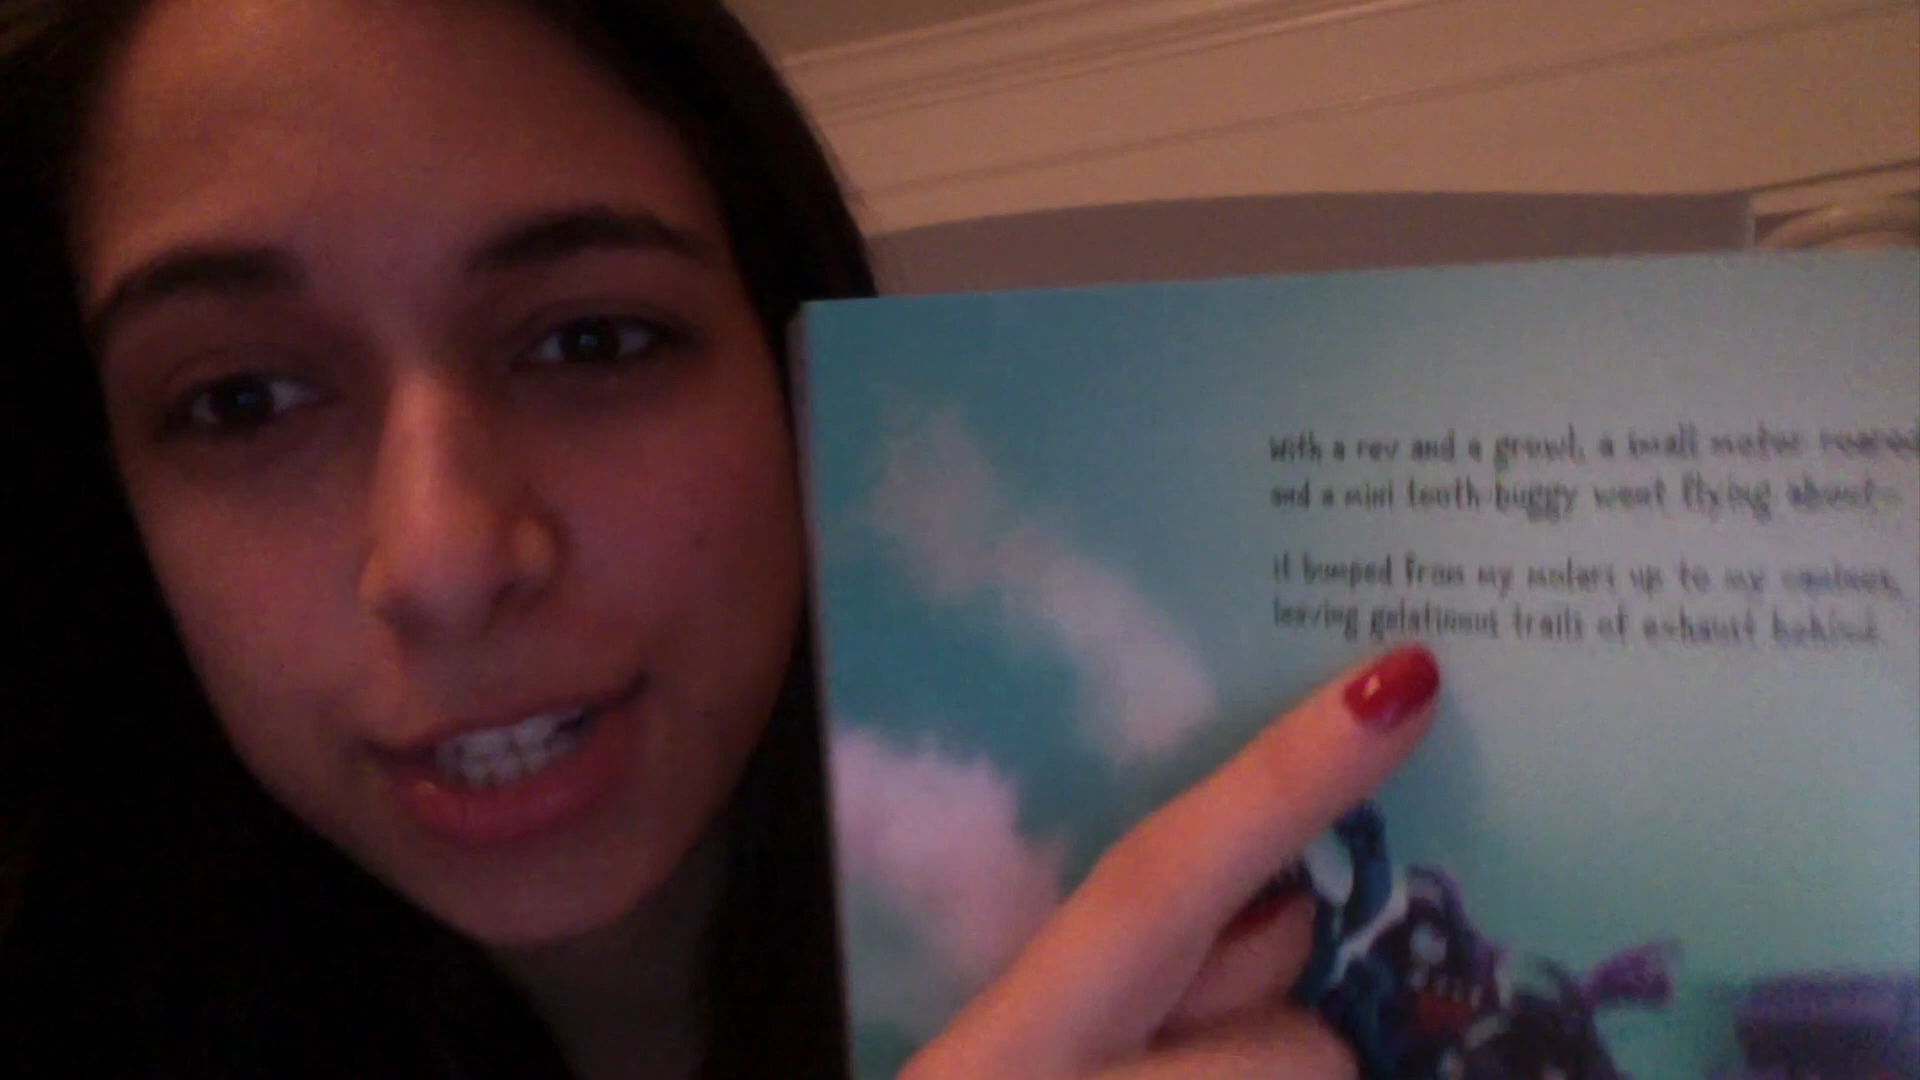 With a rev and a growl, a small motor roared
and a mini tooth buggy went flying about
It bumped from my molars up to my canines,
leaving gelatinous trails of exhaust behind